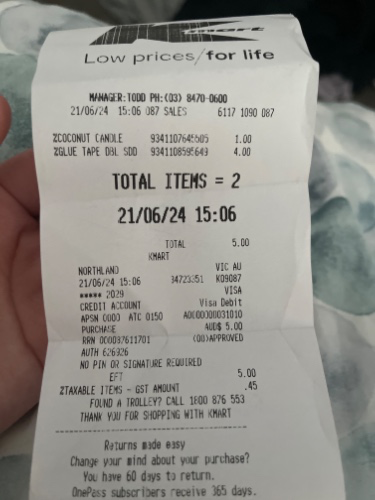 Kmart
Low prices/for life
MANAGER:TODD PH:(03) 8470-0600
21/06/24 15:06 087 SALES 6117 1090 087
%COCONUT CANDLE 9341107645505 1.00
%GLUE TAPE DBL SDD 9341108595649 4.00
TOTAL ITEMS = 2
21/06/24 15:06
TOTAL 5.00
KMART
NORTHLAND VIC AU
21/06/24 15:06 34723351 K09087
***** 2029 VISA
CREDIT ACCOUNT Visa Debit
APSN 0000 ATC 0150 A0000000031010
PURCHASE AUD$ 5.00
RRN 000037611701 (00)APPROVED
AUTH 626326
NO PIN OR SIGNATURE REQUIRED
EFT 5.00
%TAXABLE ITEMS - GST AMOUNT .45
FOUND A TROLLEY? CALL 1800 876 553
THANK YOU FOR SHOPPING WITH KMART
Returns made easy
Change your mind about your purchase?
You have 60 days to return.
OnePass subscribers receive 365 days.